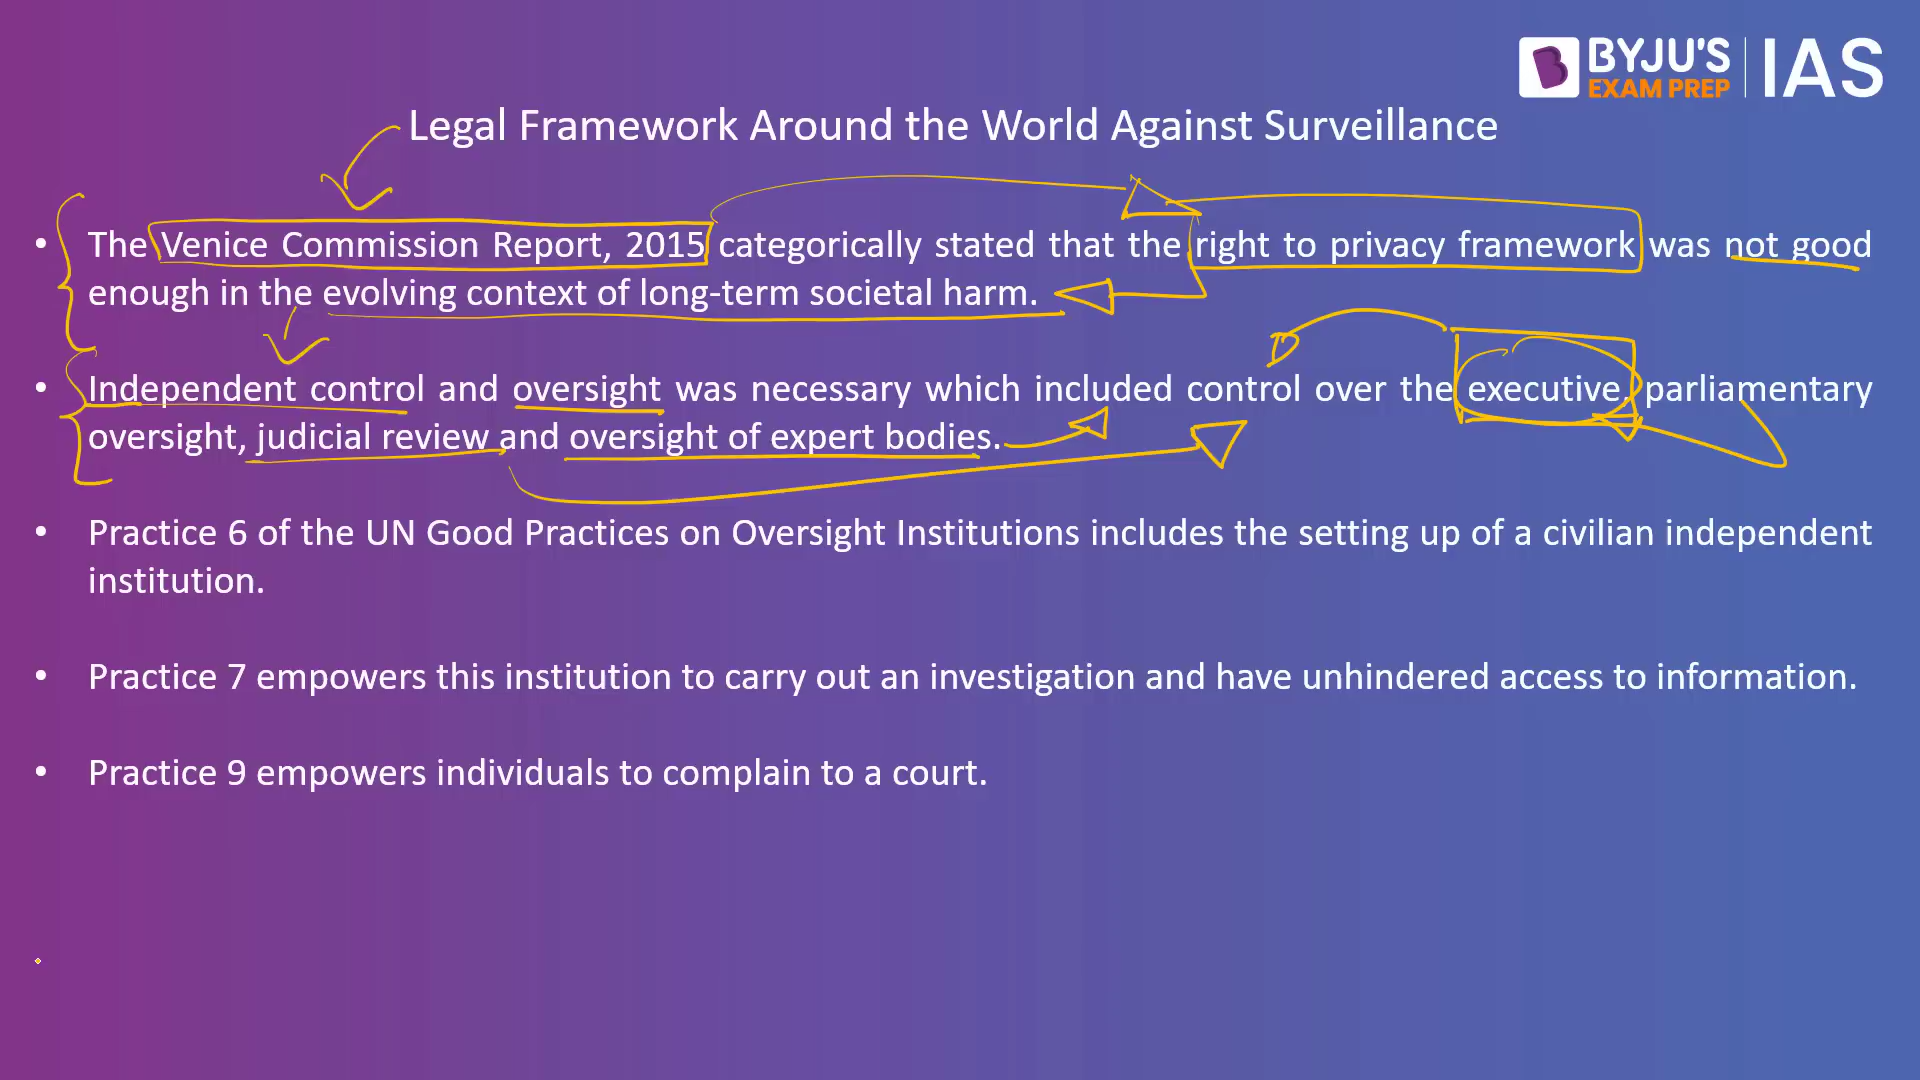 BYJU'S
EXAM PREP
IAS
Legal Framework Around the World Against Surveillance
• The Venice Commission Report, 2015 categorically stated that the right to privacy framework was not good
enough in the evolving context of long-term societal harm.
• Independent control and oversight was necessary which included control over the executive, parliamentary
oversight, judicial review and oversight of expert bodies.
• Practice 6 of the UN Good Practices on Oversight Institutions includes the setting up of a civilian independent
institution.
• Practice 7 empowers this institution to carry out an investigation and have unhindered access to information.
• Practice 9 empowers individuals to complain to a court.